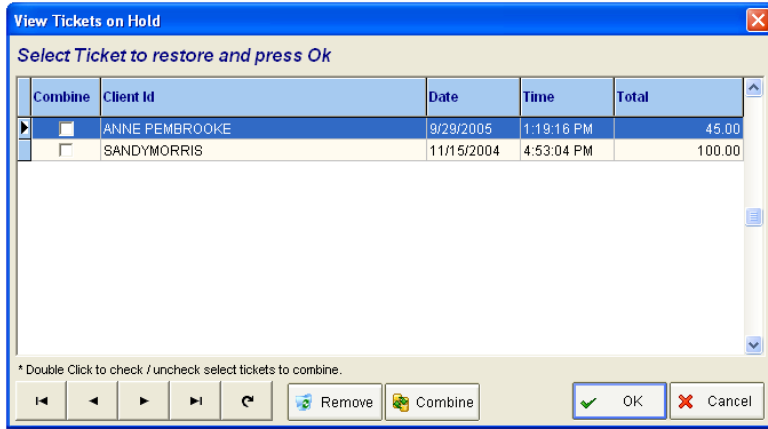 View Tickets on Hold
Select Ticket to restore and press Ok
Combine Client Id Date Time Total
ANNE PEMBROOKE 9/29/2005 1:19:16 PM 45.00
SANDYMORRIS 11/15/2004 4:53:04 PM 100.00
* Double Click to check / uncheck select tickets to combine.
Remove Combine OK Cancel